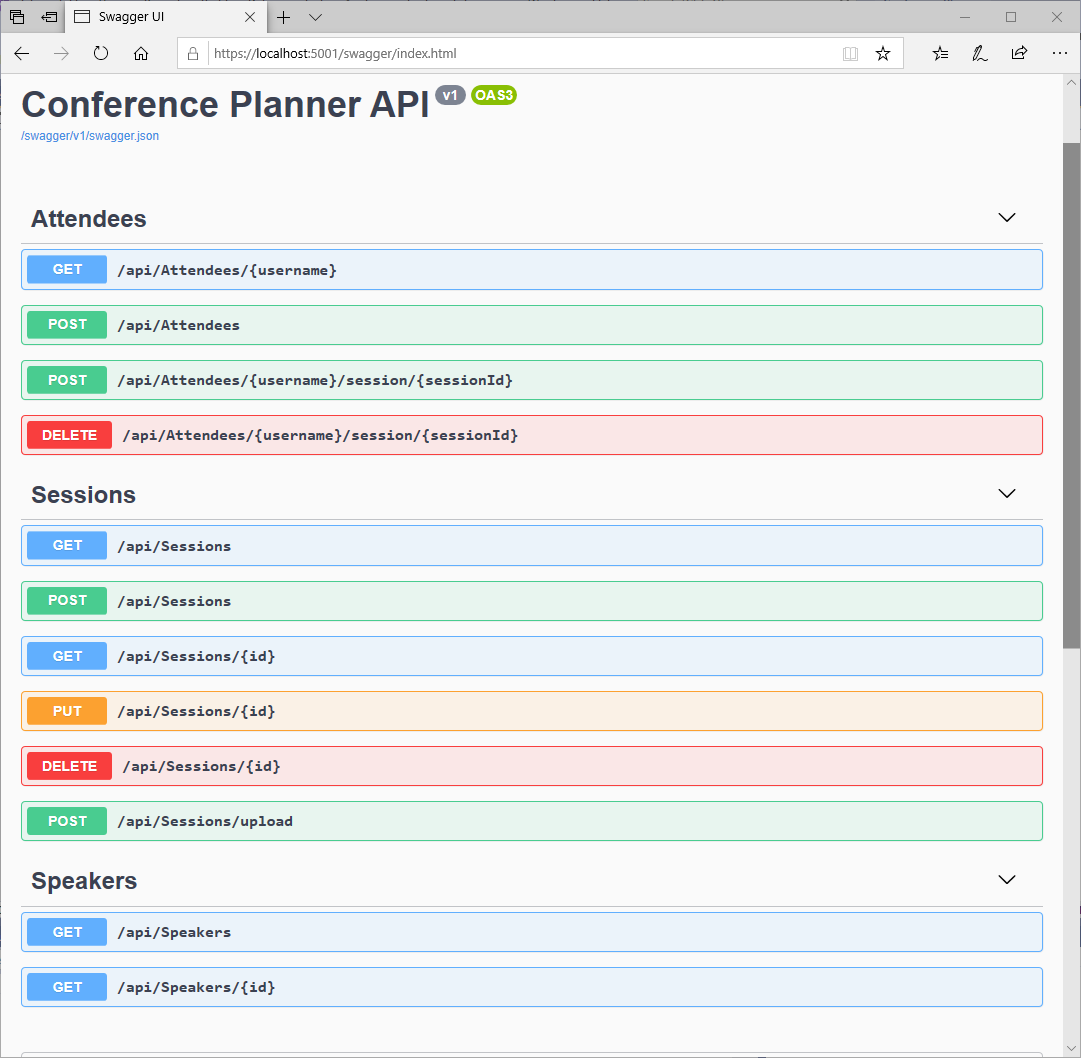 Swagger UI
https://localhost:5001/swagger/index.html
Conference Planner API v1 OAS3
/swagger/v1/swagger.json
Attendees
GET /api/Attendees/{username}
POST /api/Attendees
POST /api/Attendees/{username}/session/{sessionId}
DELETE /api/Attendees/{username}/session/{sessionId}
Sessions
GET /api/Sessions
POST /api/Sessions
GET /api/Sessions/{id}
PUT /api/Sessions/{id}
DELETE /api/Sessions/{id}
POST /api/Sessions/upload
Speakers
GET /api/Speakers
GET /api/Speakers/{id}